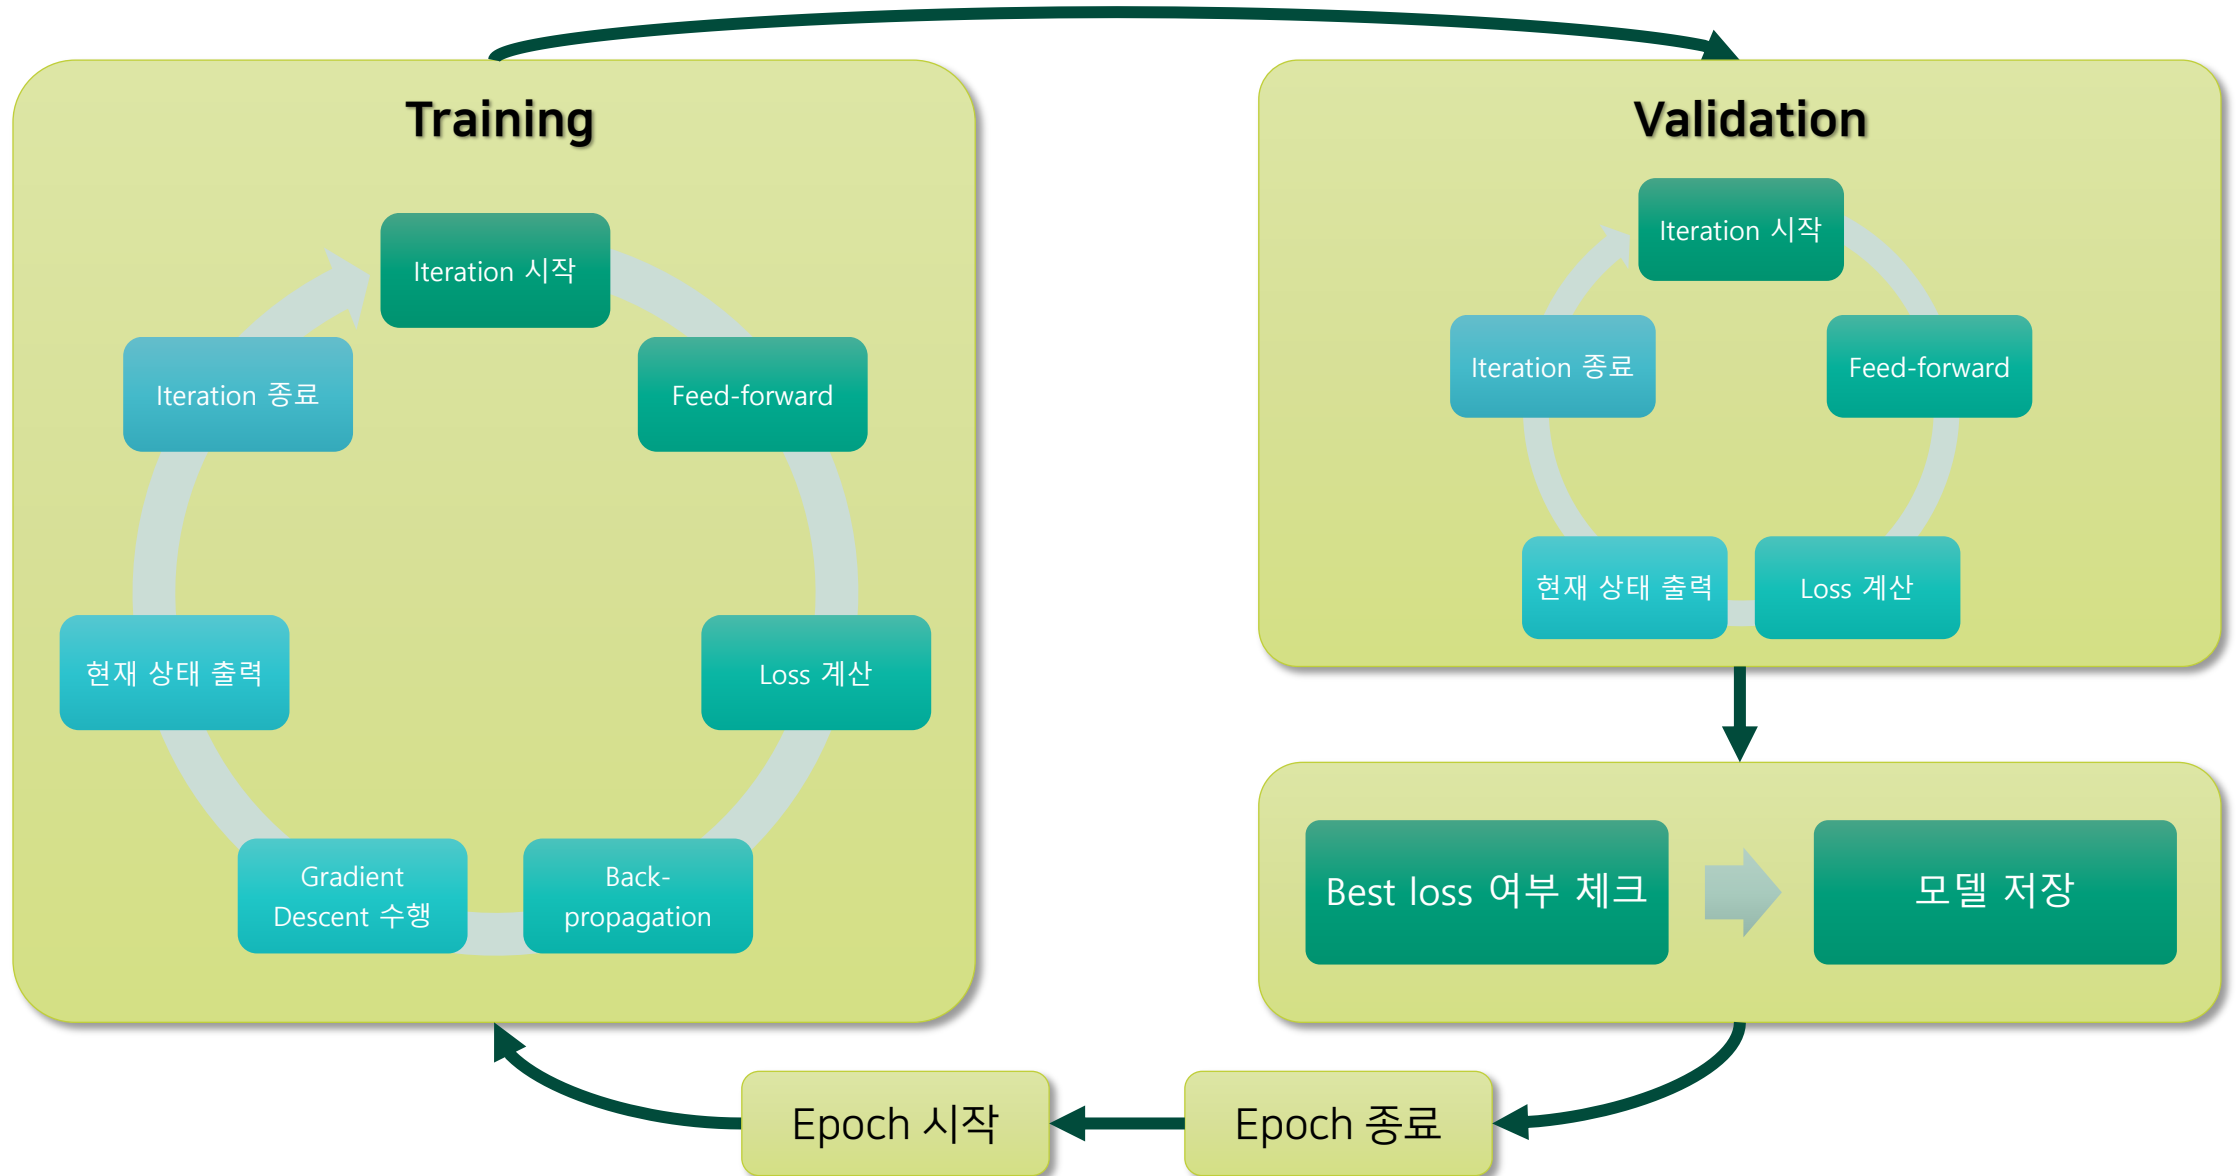 Training
Iteration 시작
Feed-forward
Loss 계산
Back-
propagation
Gradient
Descent 수행
현재 상태 출력
Iteration 종료
Validation
Iteration 시작
Feed-forward
Loss 계산
현재 상태 출력
Iteration 종료
Best loss 여부 체크
모델 저장
Epoch 종료
Epoch 시작